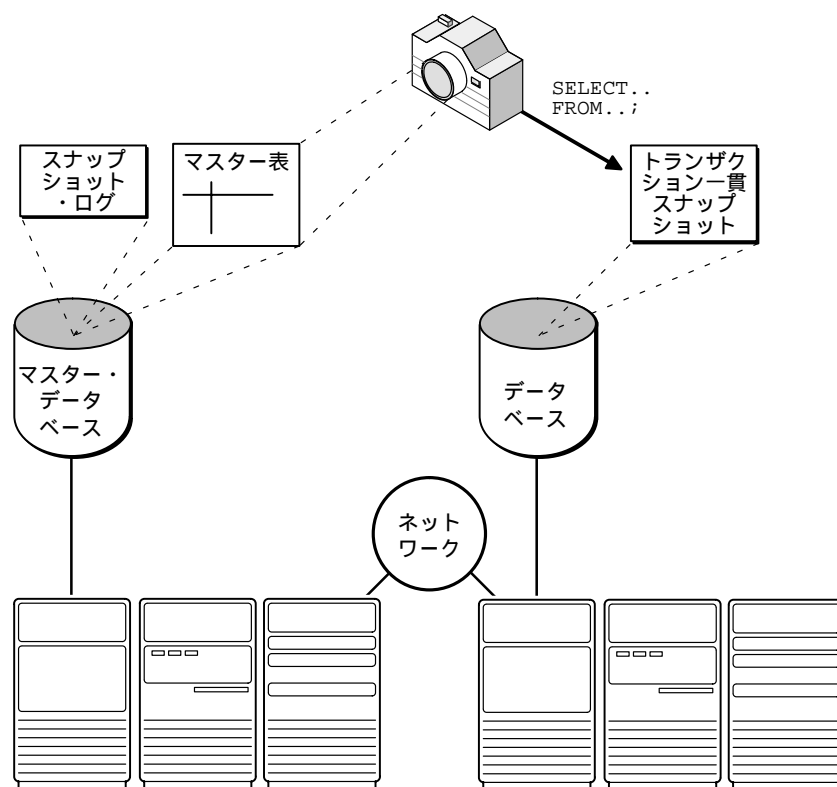 SELECT..
FROM..;
スナップ
ショット
・ログ
マスター表
トランザク
ション一貫
スナップ
ショット
マスター・
データ
ベース
データ
ベース
ネット
ワーク